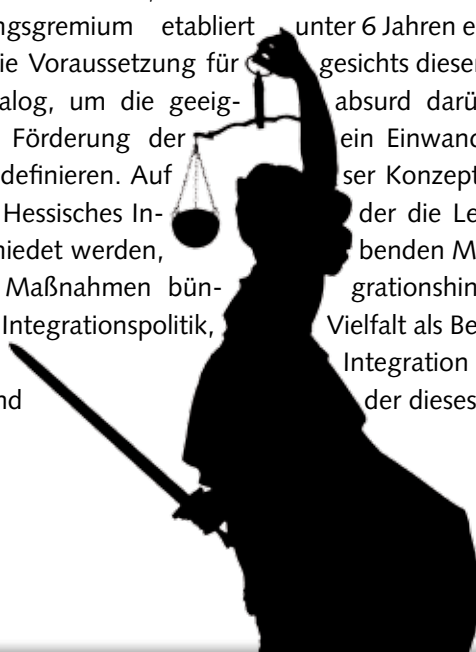 ngsgremium etabliert
ie Voraussetzung für
alog, um die geeig-
Förderung der
definieren. Auf
Hessisches In-
iedet werden,
Maßnahmen bün-
Integrationspolitik,
nd
unter 6 Jahren e
gesichts dieser
absurd darü
ein Einwand
ser Konzept
der die Le
benden M
grationshin
Vielfalt als Be
Integration
der dieses